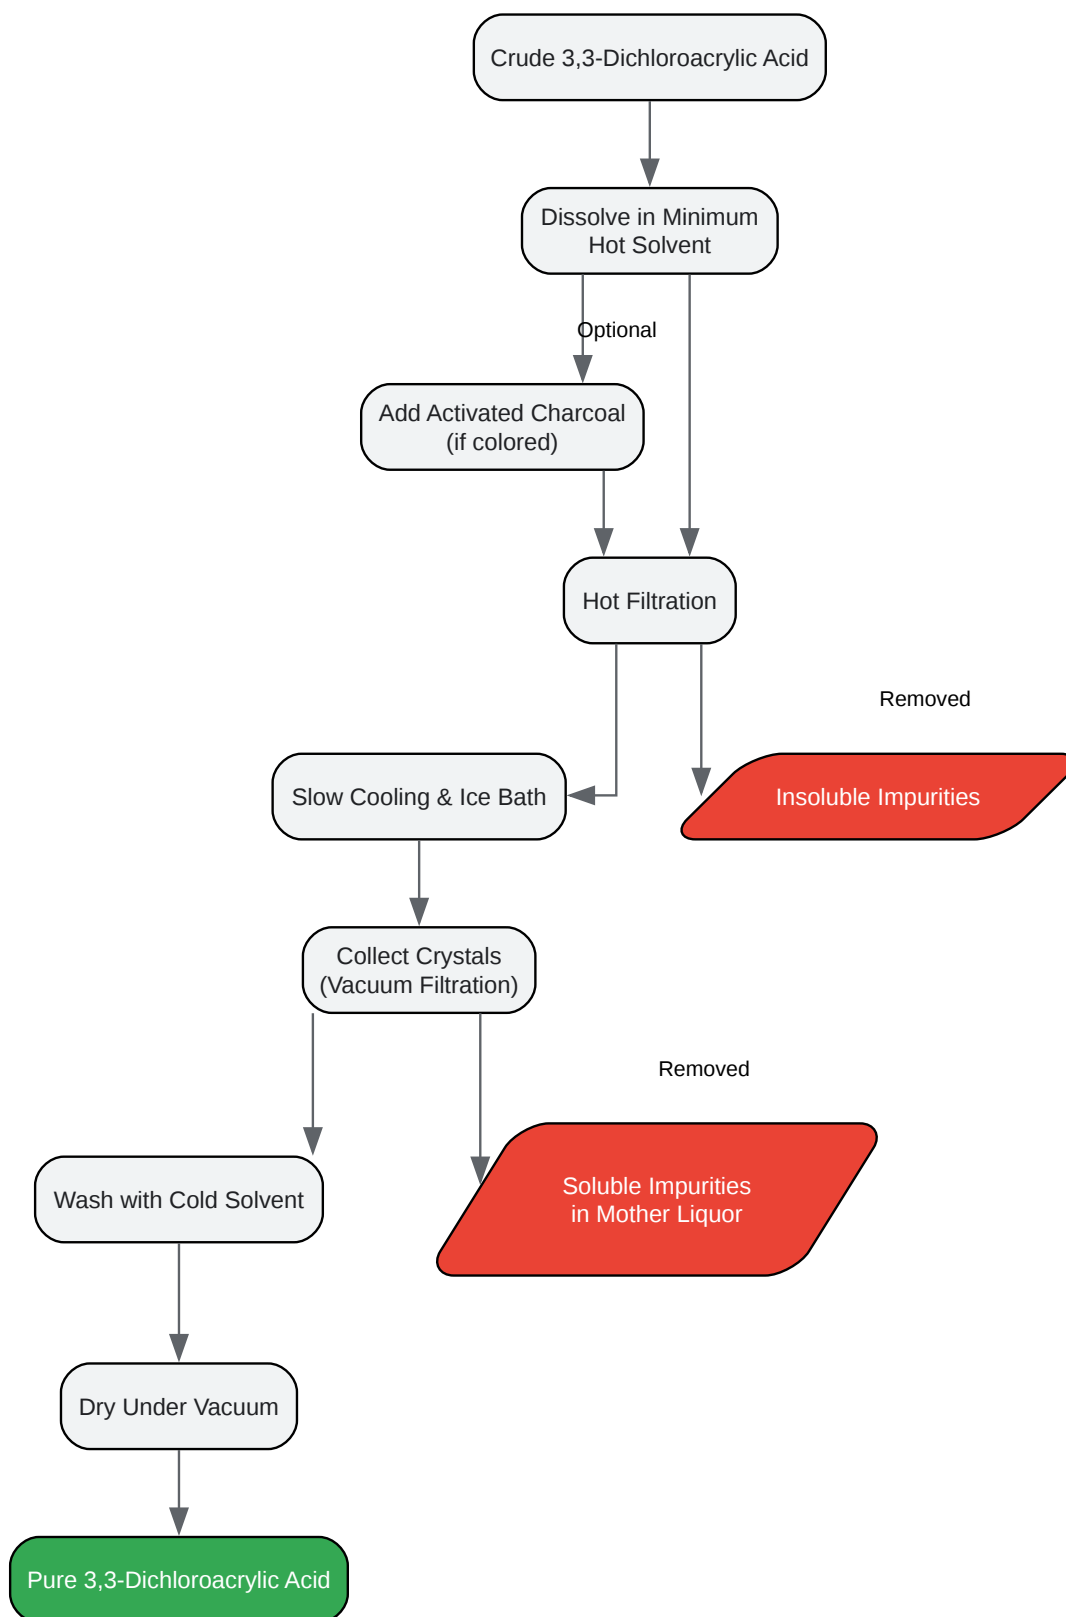 Crude 3,3-Dichloroacrylic Acid
Dissolve in Minimum
Hot Solvent
Optional
Add Activated Charcoal
(if colored)
Hot Filtration
Removed
Slow Cooling & Ice Bath
Insoluble Impurities
Collect Crystals
(Vacuum Filtration)
Removed
Wash with Cold Solvent
Soluble Impurities
in Mother Liquor
Dry Under Vacuum
Pure 3,3-Dichloroacrylic Acid